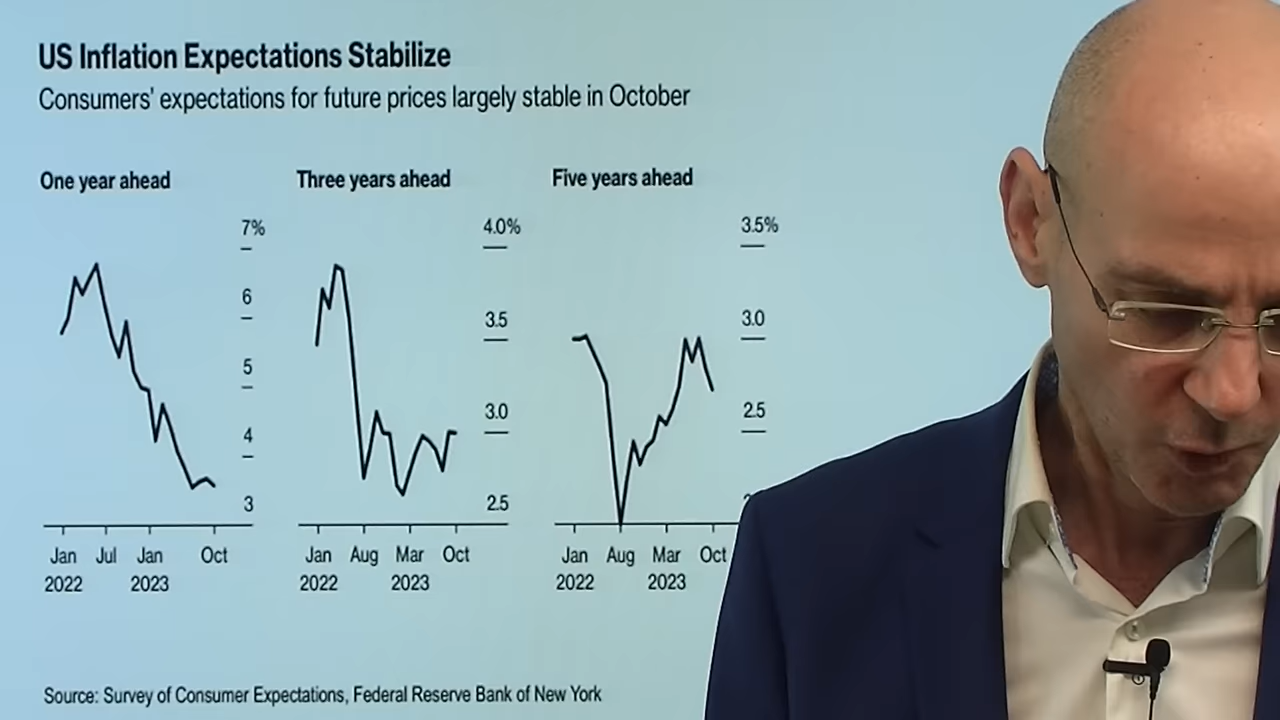 US Inflation Expectations Stabilize
Consumers' expectations for future prices largely stable in October
One year ahead
7%
6
5
4
3
Jan Jul Jan Oct
2022 2023
Three years ahead
4.0%
3.5
3.0
2.5
Jan Aug Mar Oct
2022 2023
Five years ahead
3.5%
3.0
2.5
Jan Aug Mar Oct
2022 2023
Source: Survey of Consumer Expectations, Federal Reserve Bank of New York